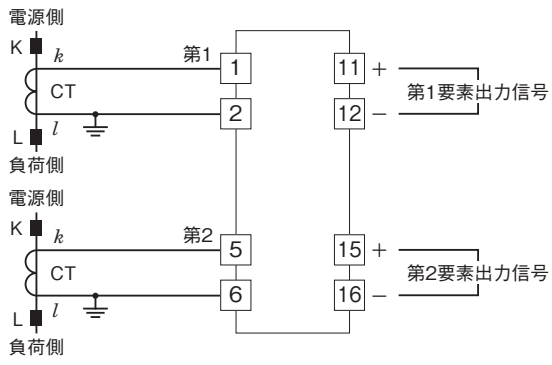 電源側
K k 第1 1 11 +
CT 第1要素出力信号
2 12 −
L l
負荷側
電源側
K k 第2 5 15 +
CT 第2要素出力信号
6 16 −
L l
負荷側